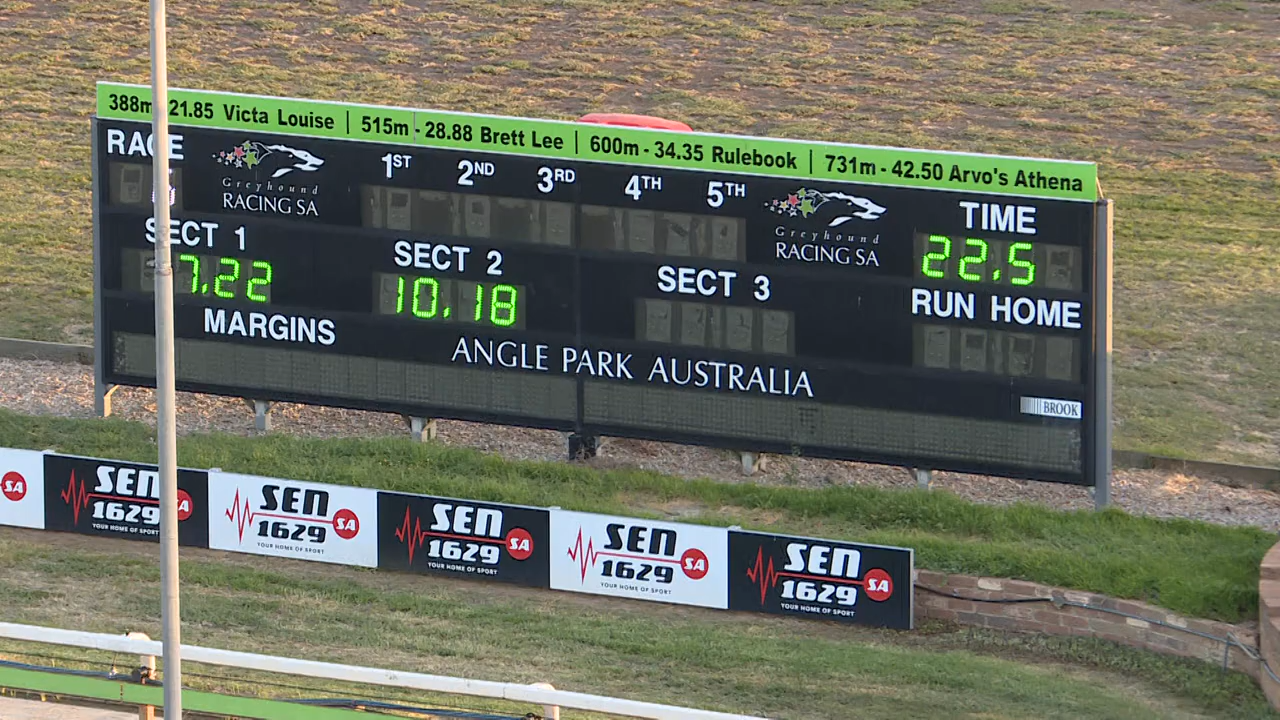 388m - 21.85 Victa Louise | 515m - 28.88 Brett Lee | 600m - 34.35 Rulebook | 731m - 42.50 Arvo's Athena
RACE
Greyhound
RACING SA
1ST 2ND 3RD 4TH 5TH
Greyhound
RACING SA
TIME
22.5
SECT 1
7.22
SECT 2
10.18
SECT 3
RUN HOME
MARGINS
ANGLE PARK AUSTRALIA
BROOK
SA
SEN
1629
SA
YOUR HOME OF SPORT
SEN
1629
SA
YOUR HOME OF SPORT
SEN
1629
SA
YOUR HOME OF SPORT
SEN
1629
SA
YOUR HOME OF SPORT
SEN
1629
SA
YOUR HOME OF SPORT